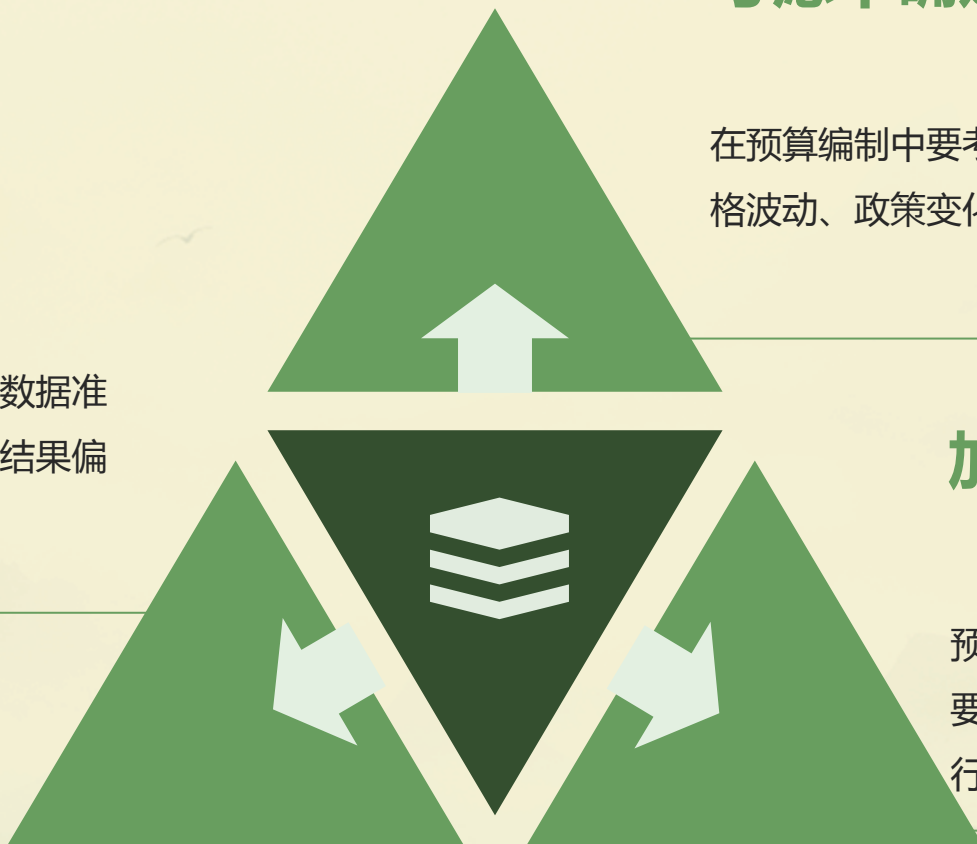 在预算编制中要考
格波动、政策变化
数据准
结果偏
加
预
要
行